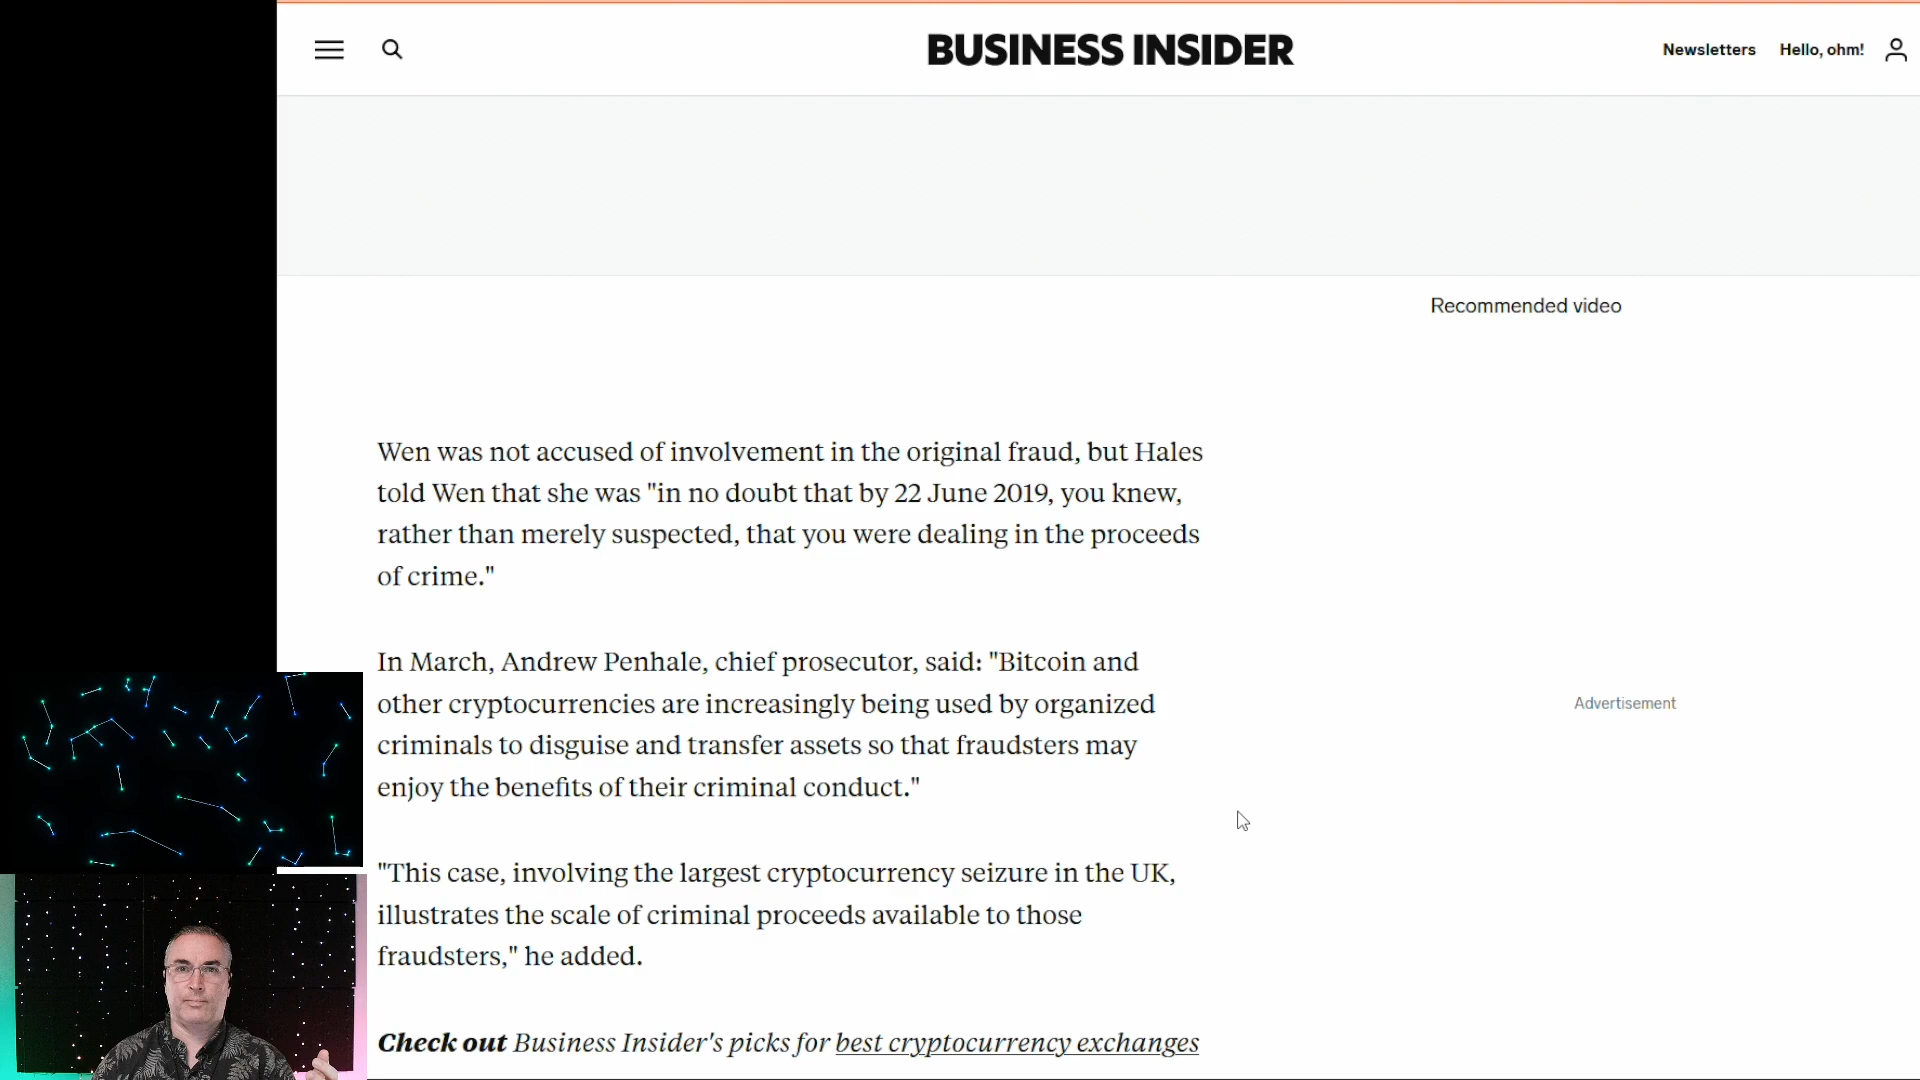 BUSINESS INSIDER
Newsletters
Hello, ohm!
Recommended video
Wen was not accused of involvement in the original fraud, but Hales
told Wen that she was "in no doubt that by 22 June 2019, you knew,
rather than merely suspected, that you were dealing in the proceeds
of crime."
In March, Andrew Penhale, chief prosecutor, said: "Bitcoin and
other cryptocurrencies are increasingly being used by organized
criminals to disguise and transfer assets so that fraudsters may
enjoy the benefits of their criminal conduct."
Advertisement
"This case, involving the largest cryptocurrency seizure in the UK,
illustrates the scale of criminal proceeds available to those
fraudsters," he added.
Check out Business Insider's picks for best cryptocurrency exchanges